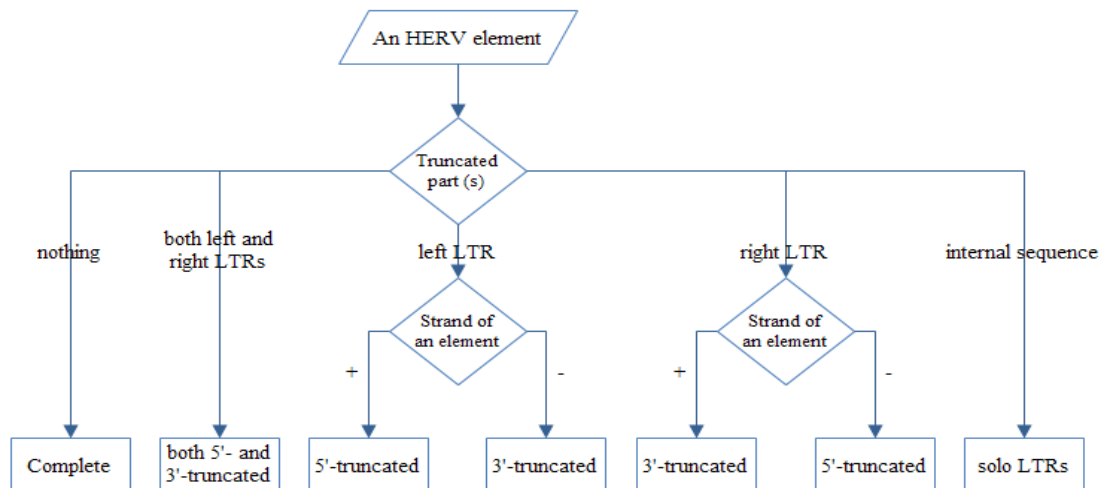 An HERV element
Truncated
part (s)
nothing
both left and
right LTRs
left LTR
right LTR
internal sequence
Strand of
an element
Strand of
an element
+
-
+
-
Complete
both 5'- and
3'-truncated
5'-truncated
3'-truncated
3'-truncated
5'-truncated
solo LTRs